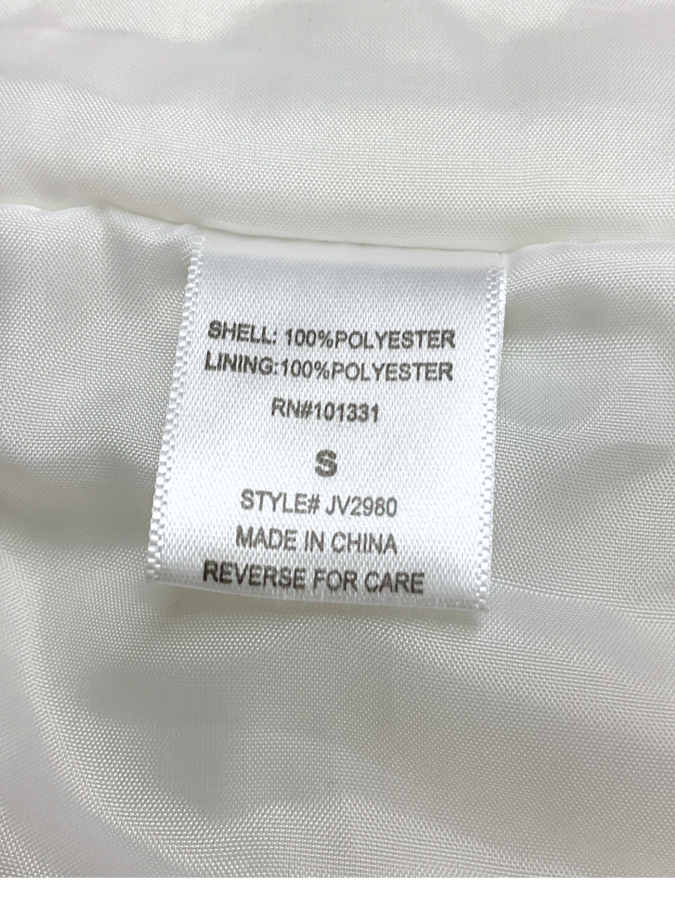 SHELL: 100%POLYESTER
LINING:100%POLYESTER
RN#101331
S
STYLE# JV2980
MADE IN CHINA
REVERSE FOR CARE